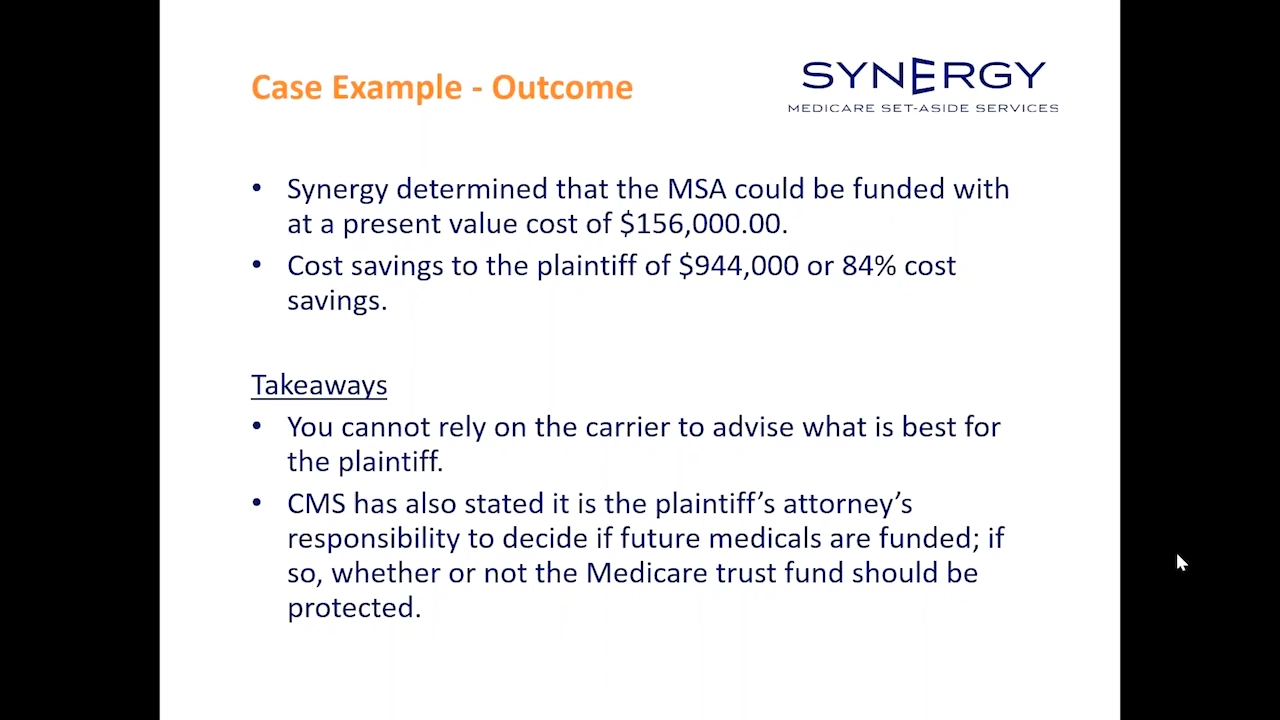 Case Example - Outcome
SYNERGY
MEDICARE SET-ASIDE SERVICES
• Synergy determined that the MSA could be funded with
at a present value cost of $156,000.00.
• Cost savings to the plaintiff of $944,000 or 84% cost
savings.
Takeaways
• You cannot rely on the carrier to advise what is best for
the plaintiff.
• CMS has also stated it is the plaintiff’s attorney’s
responsibility to decide if future medicals are funded; if
so, whether or not the Medicare trust fund should be
protected.